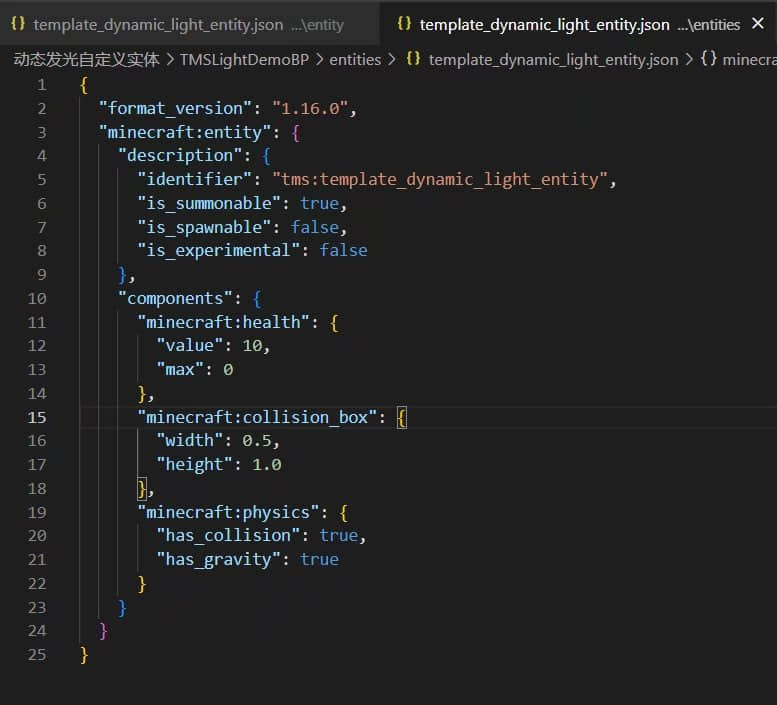 {} template_dynamic_light_entity.json ...\entity
{} template_dynamic_light_entity.json ...\entities ×
动态发光自定义实体 > TMSLightDemoBP > entities > {} template_dynamic_light_entity.json > {} minecra
1 {
2   "format_version": "1.16.0",
3   "minecraft:entity": {
4     "description": {
5       "identifier": "tms:template_dynamic_light_entity",
6       "is_summonable": true,
7       "is_spawnable": false,
8       "is_experimental": false
9     },
10     "components": {
11       "minecraft:health": {
12         "value": 10,
13         "max": 0
14       },
15       "minecraft:collision_box": {
16         "width": 0.5,
17         "height": 1.0
18       },
19       "minecraft:physics": {
20         "has_collision": true,
21         "has_gravity": true
22       }
23     }
24   }
25 }